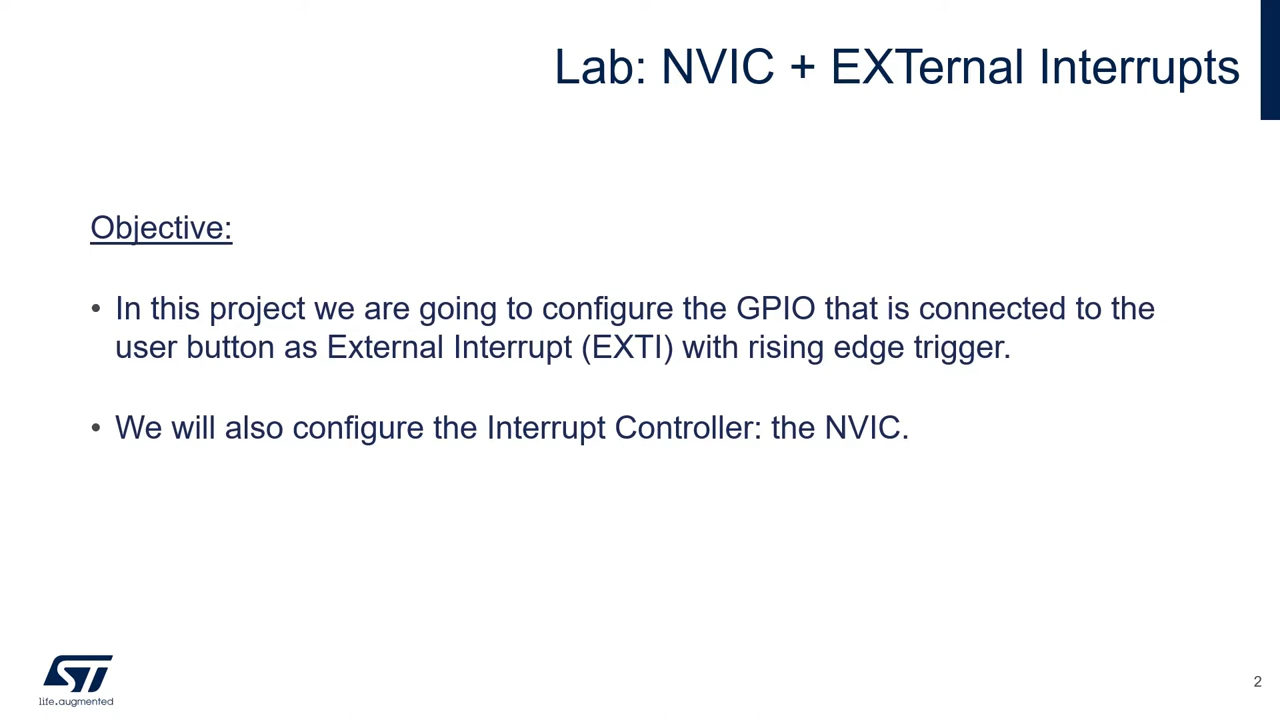 Lab: NVIC + EXTernal Interrupts
Objective:
• In this project we are going to configure the GPIO that is connected to the
user button as External Interrupt (EXTI) with rising edge trigger.
• We will also configure the Interrupt Controller: the NVIC.
ST
life.augmented
2